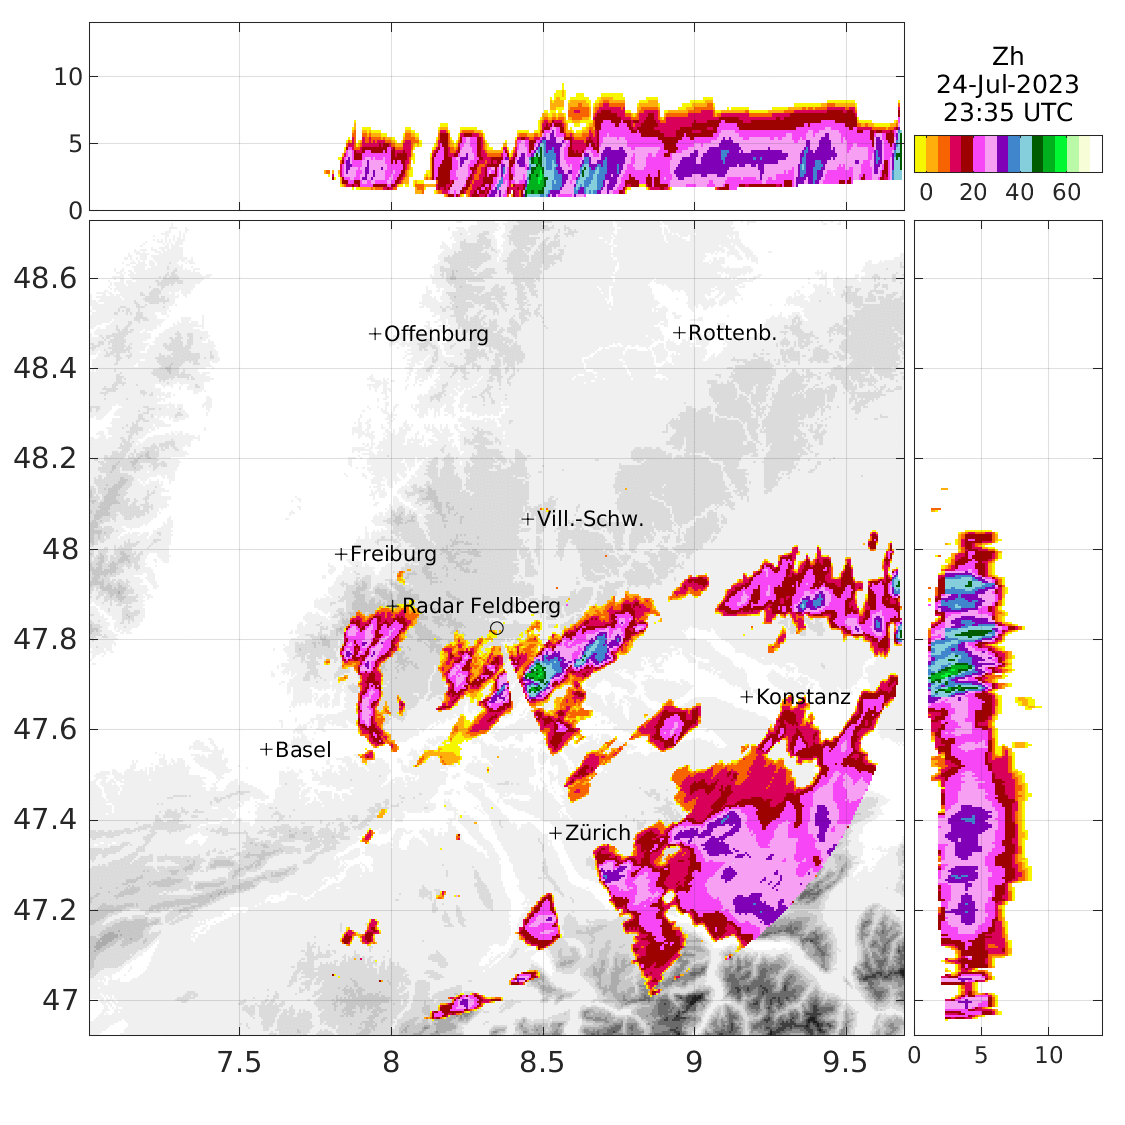 10
5
0
Zh
24-Jul-2023
23:35 UTC
0 20 40 60
48.6
48.4
48.2
48
47.8
47.6
47.4
47.2
47
+Offenburg
+Rottenb.
+Vill.-Schw.
+Freiburg
+Radar Feldberg
+Konstanz
+Basel
+Zürich
7.5 8 8.5 9 9.5
0 5 10